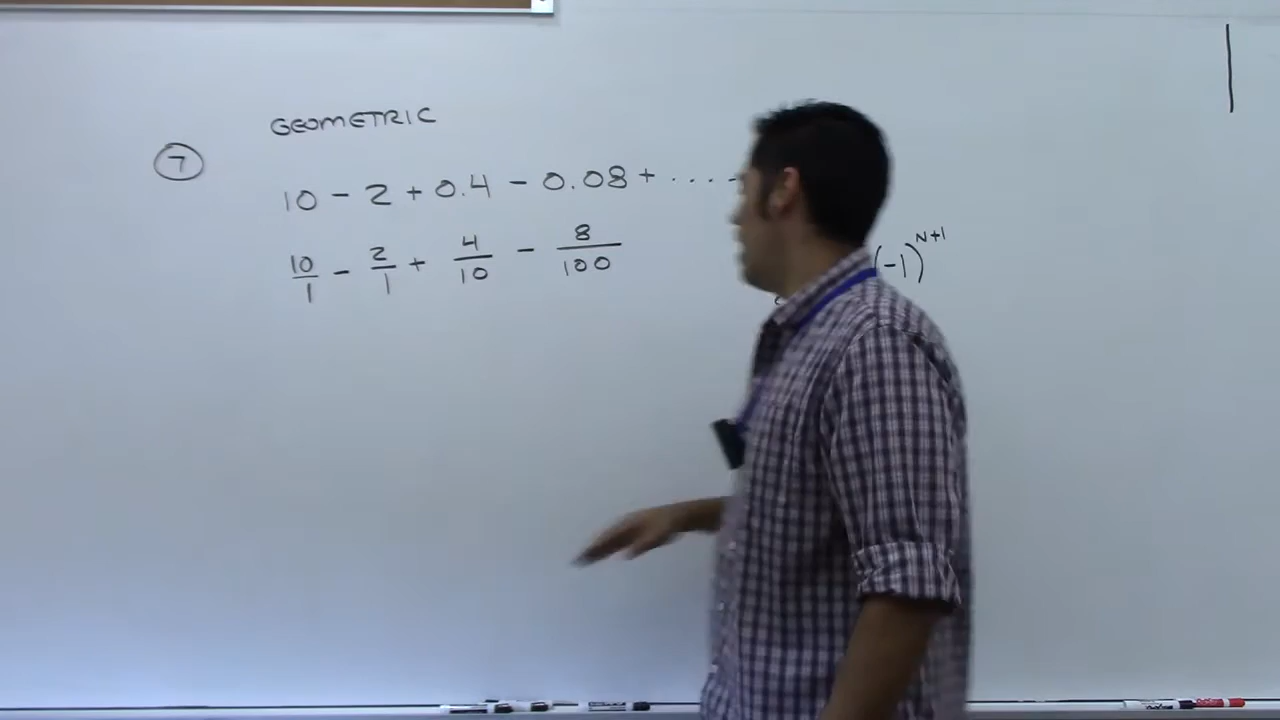 GEOMETRIC
7
10 - 2 + 0.4 - 0.08 + ....
10/1 - 2/1 + 4/10 - 8/100
(-1)^N+1